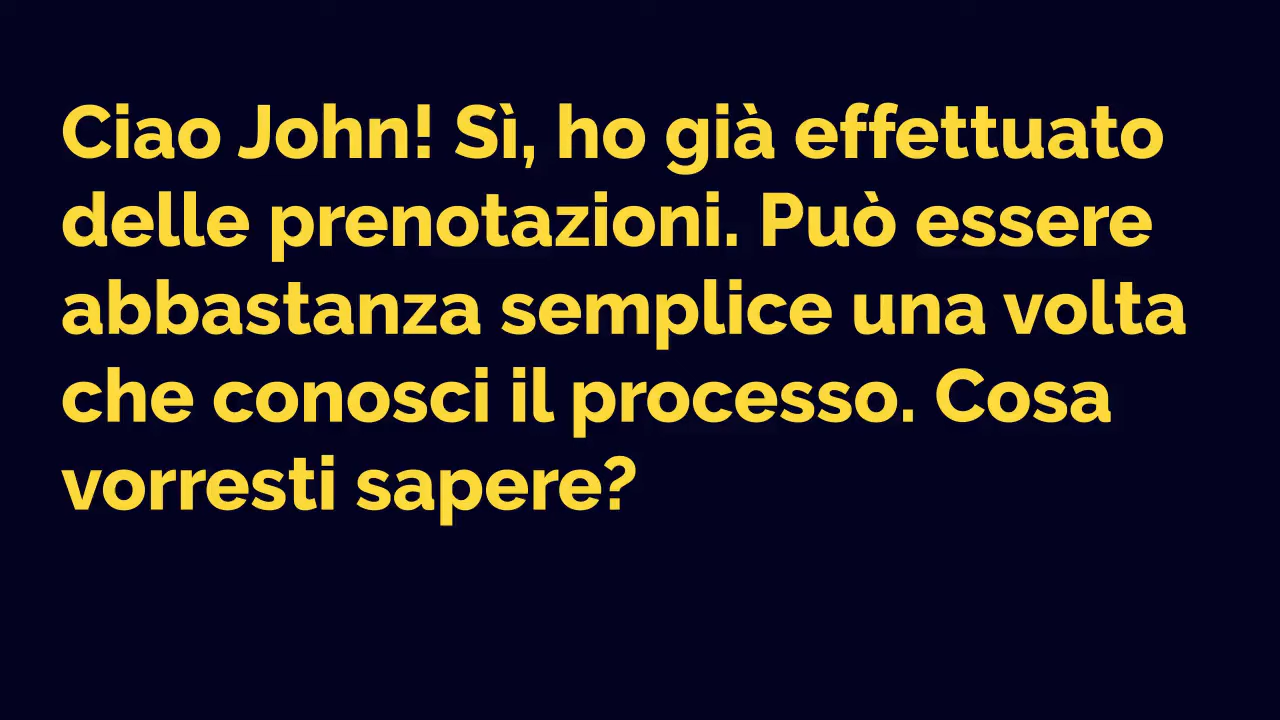 Ciao John! Sì, ho già effettuato
delle prenotazioni. Può essere
abbastanza semplice una volta
che conosci il processo. Cosa
vorresti sapere?